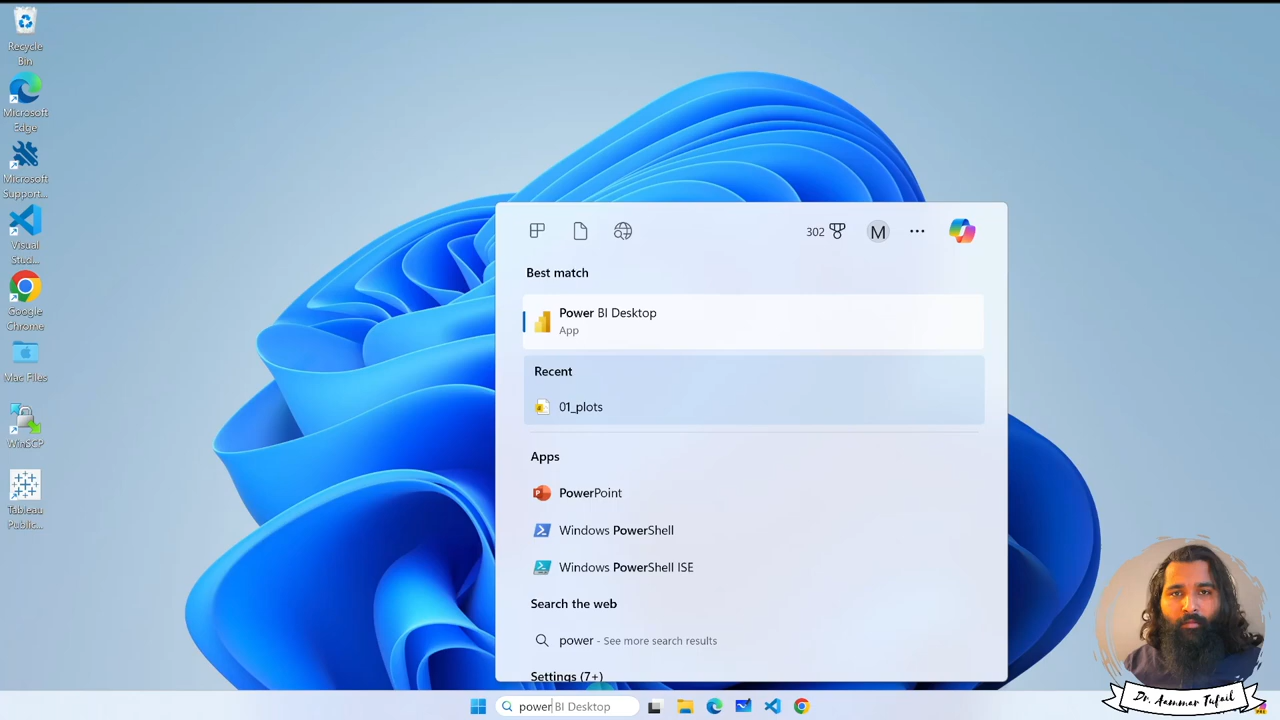 Recycle
Bin
Microsoft
Edge
Microsoft
Support...
Visual
Stud...
Google
Chrome
Mac Files
WinSCP
Tableau
Public...
302
M
Best match
Power BI Desktop
App
Recent
01_plots
Apps
PowerPoint
Windows PowerShell
Windows PowerShell ISE
Search the web
power - See more search results
Settings (7+)
power BI Desktop
Dr. Aammar Tufail